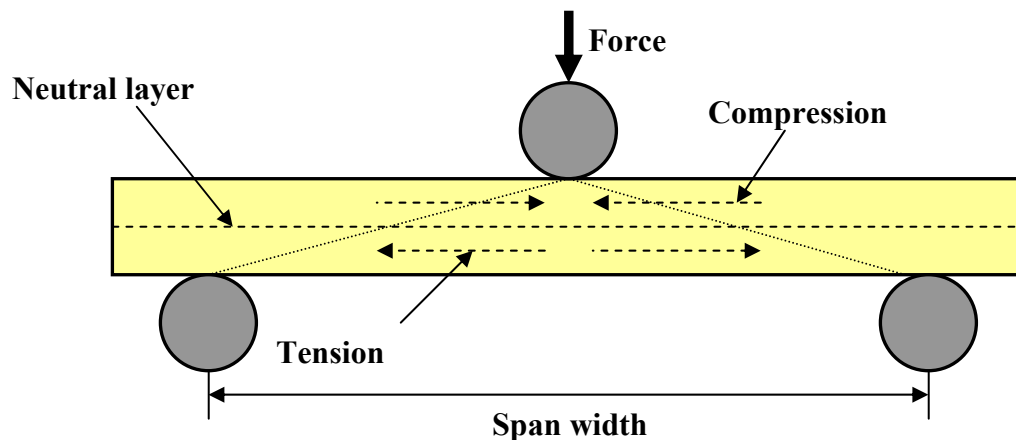 Force
Neutral layer
Compression
Tension
Span width